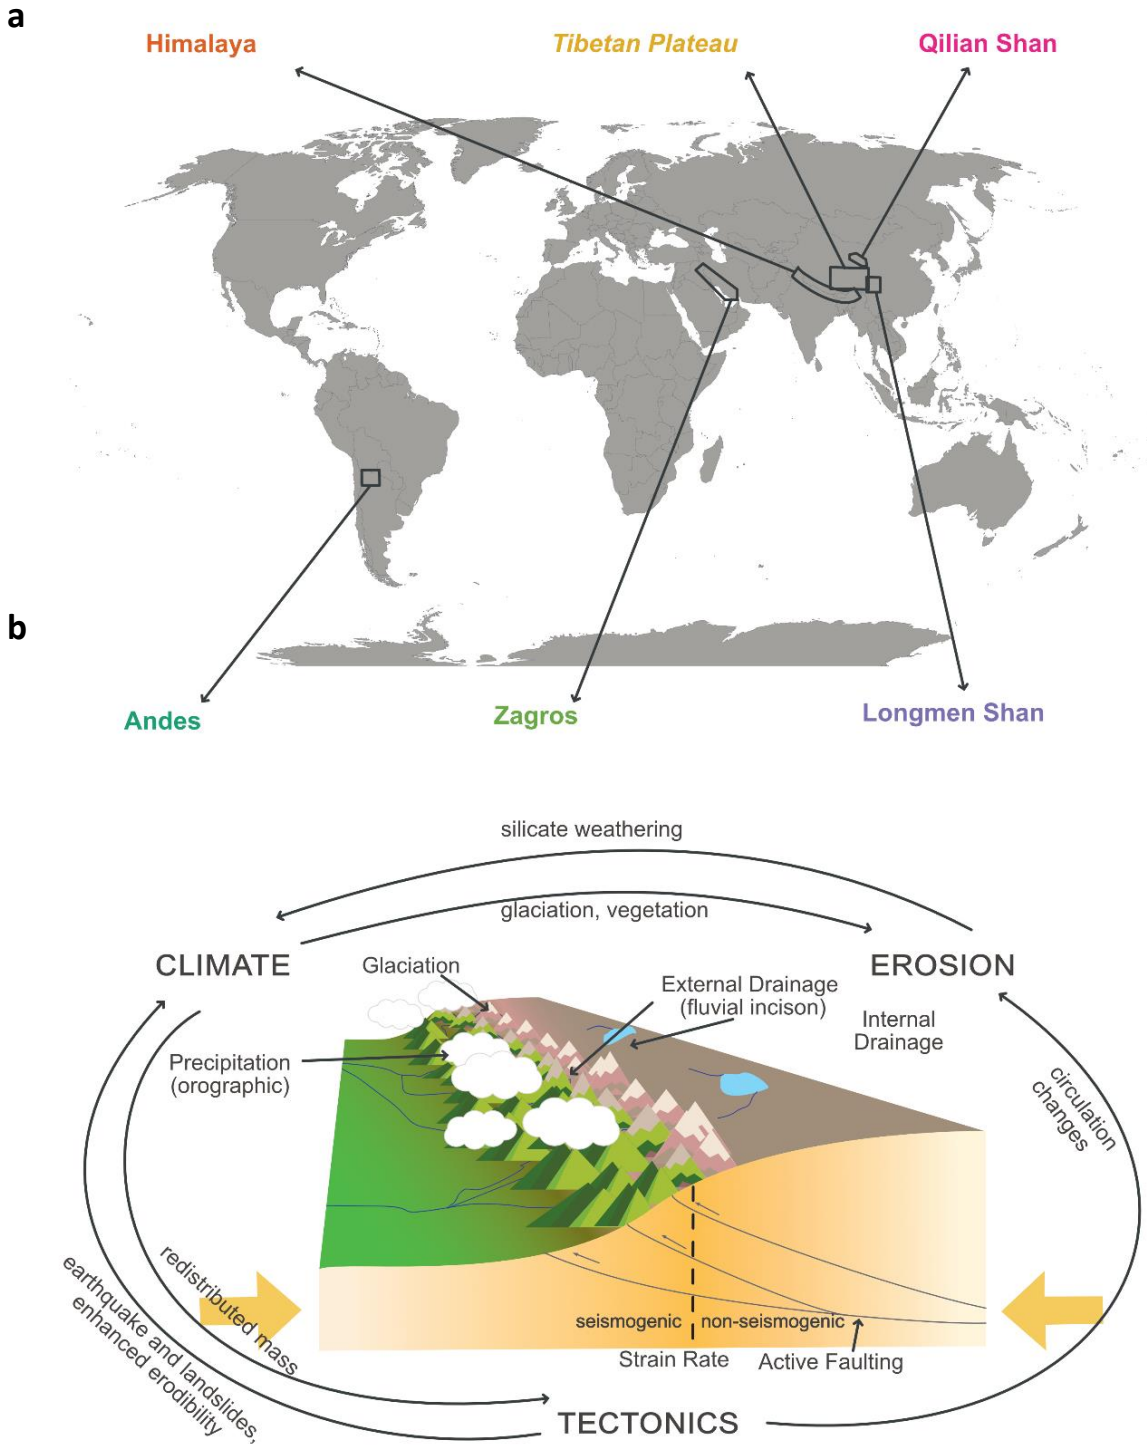 a
Himalaya
Tibetan Plateau
Qilian Shan
b
Andes
Zagros
Longmen Shan
silicate weathering
glaciation, vegetation
CLIMATE
EROSION
Glaciation
External Drainage
(fluvial incison)
Internal
Drainage
Precipitation
(orographic)
circulation
changes
redistributed mass
earthquake and landslides,
enhanced erodibility
seismogenic
non-seismogenic
Strain Rate
Active Faulting
TECTONICS